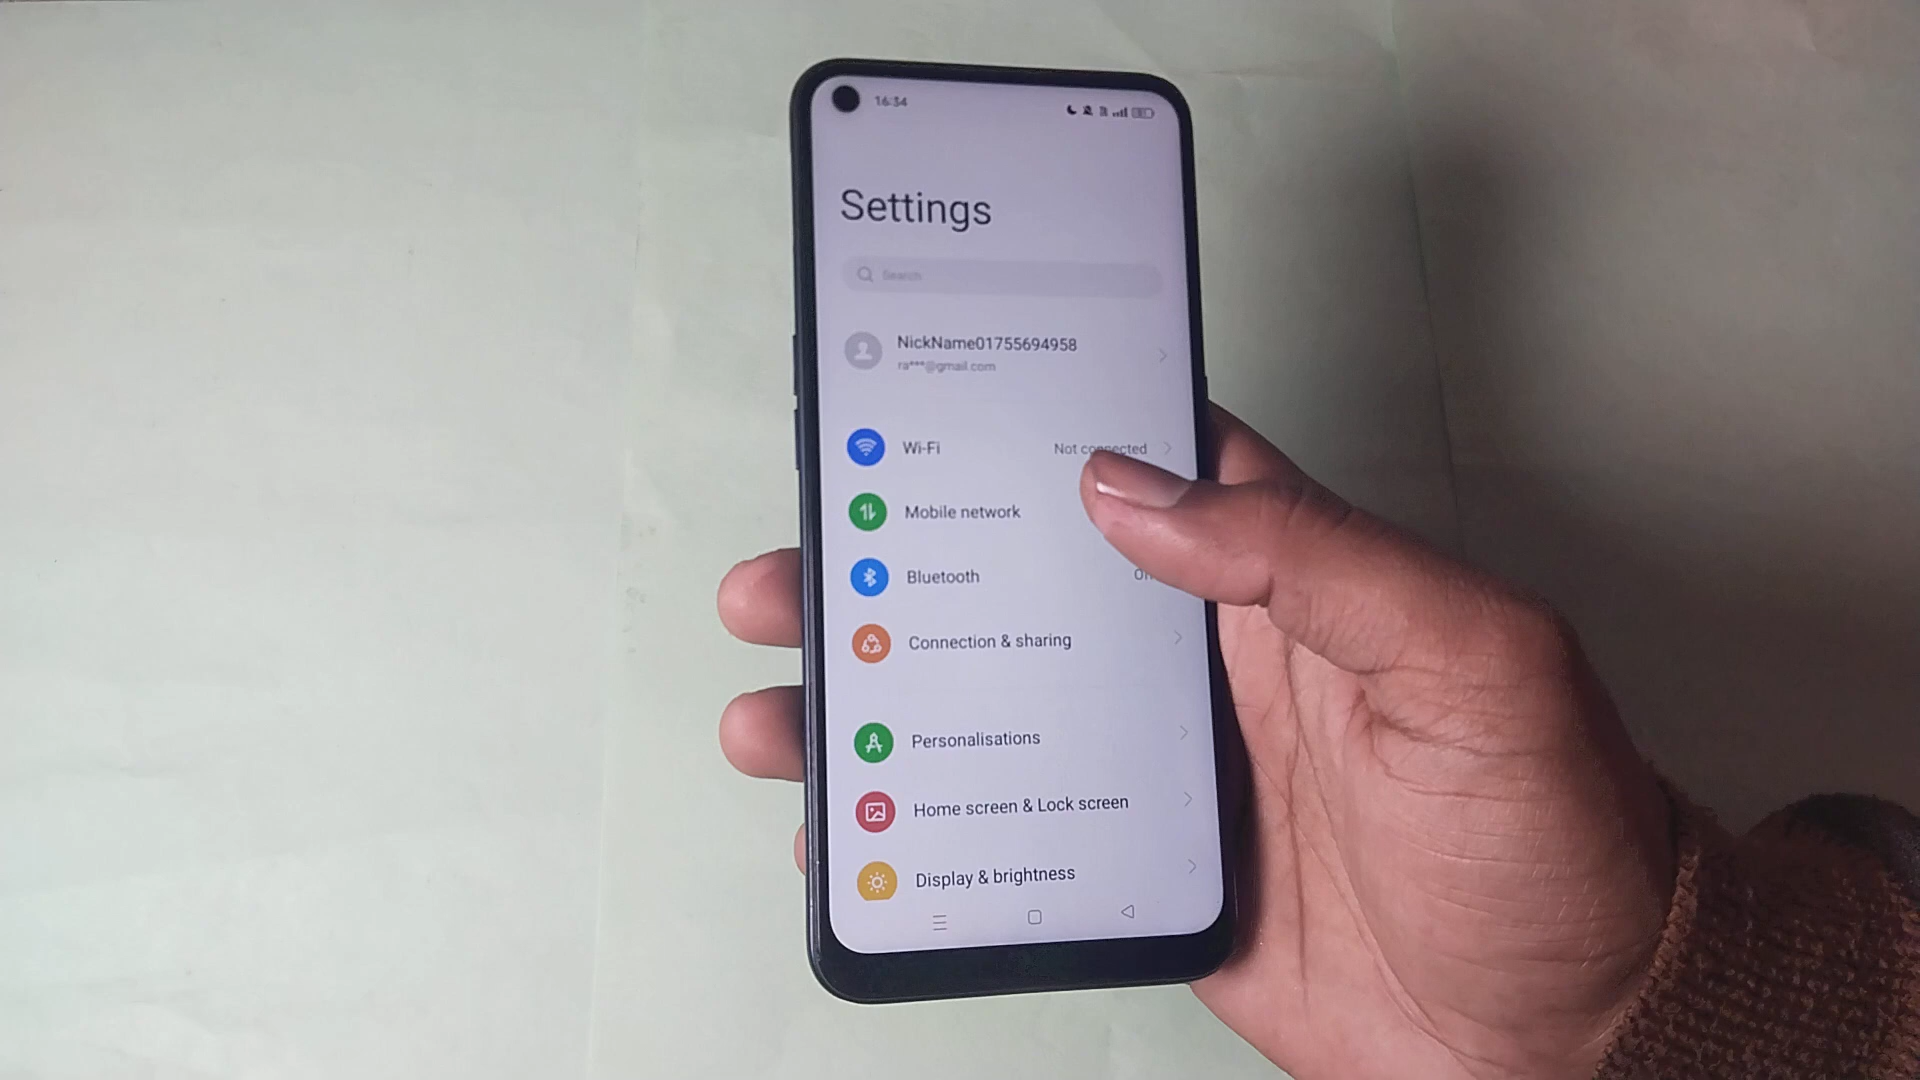 16:34
Settings
Search
NickName01755694958
ra***@gmail.com
Wi-Fi
Not connected
Mobile network
Bluetooth
Connection & sharing
Personalisations
Home screen & Lock screen
Display & brightness